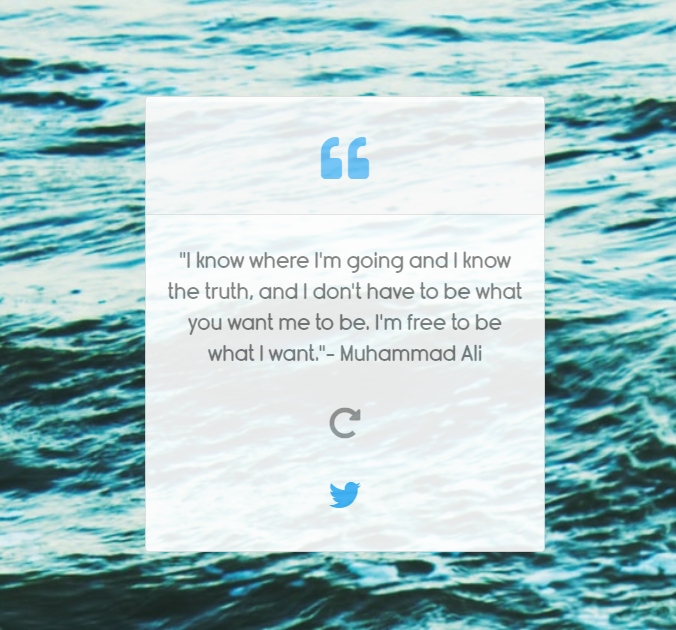 "I know where I'm going and I know
the truth, and I don't have to be what
you want me to be. I'm free to be
what I want."- Muhammad Ali